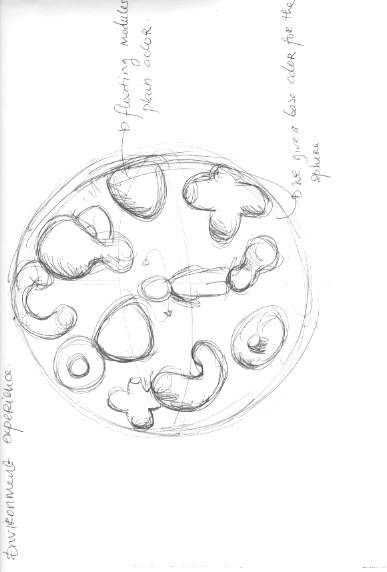 Environment experience.
floating modules
plain color.
We give a base color for the
sphere.